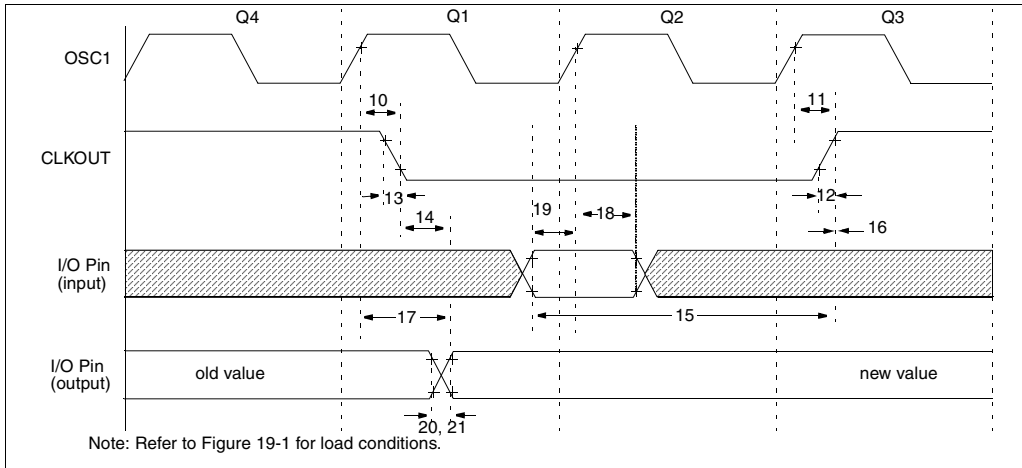 Q4 Q1 Q2 Q3
OSC1
10 11
CLKOUT
13 12
14 19 18 16
I/O Pin
(input)
17 15
I/O Pin
(output)
old value new value
20, 21
Note: Refer to Figure 19-1 for load conditions.